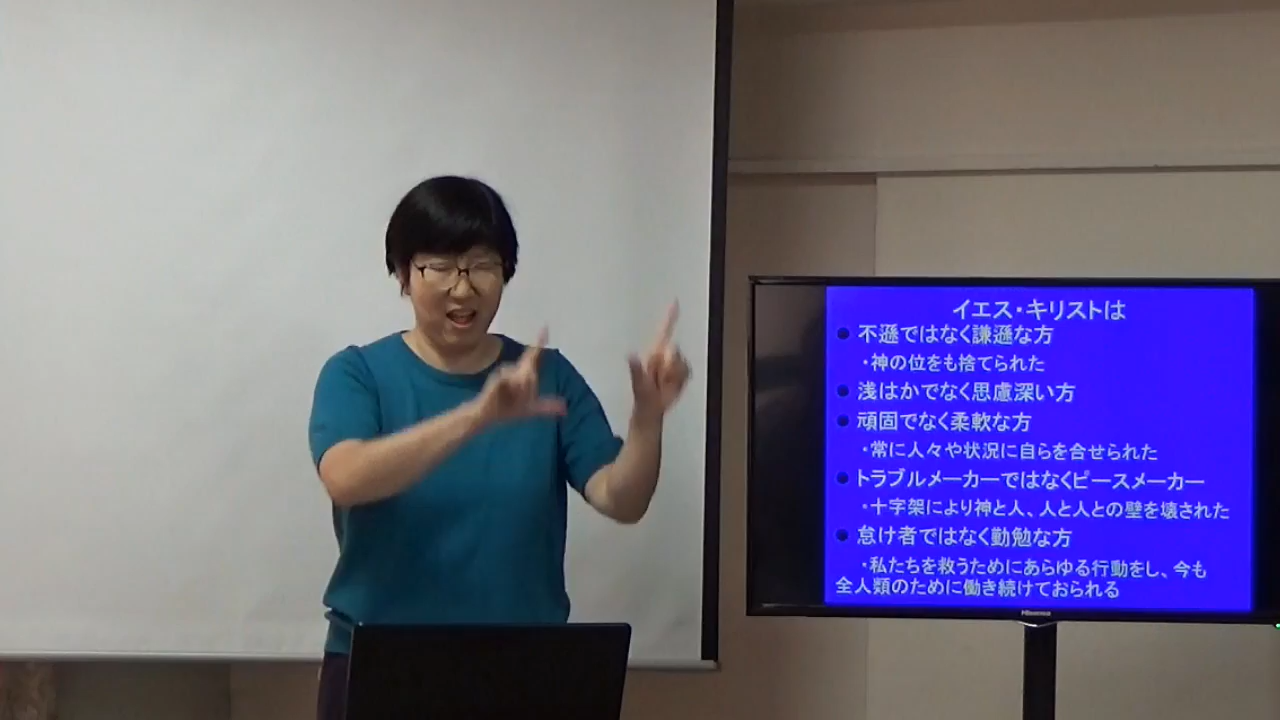 イエス・キリストは
● 不遜ではなく謙遜な方
・神の位をも捨てられた
● 浅はかでなく思慮深い方
● 頑固でなく柔軟な方
・常に人々や状況に自らを合せられた
● トラブルメーカーではなくピースメーカー
・十字架により神と人、人と人との壁を壊された
● 怠け者ではなく勤勉な方
・私たちを救うためにあらゆる行動をし、今も
全人類のために働き続けておられる
Hisense